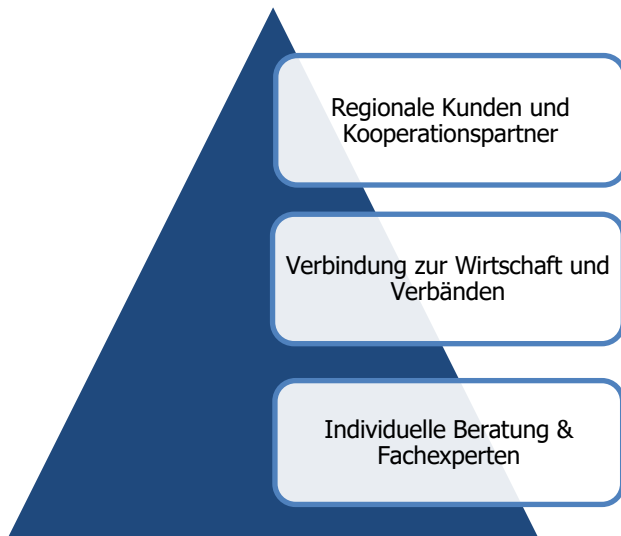 Regionale Kunden und
Kooperationspartner
Verbindung zur Wirtschaft und
Verbänden
Individuelle Beratung &
Fachexperten